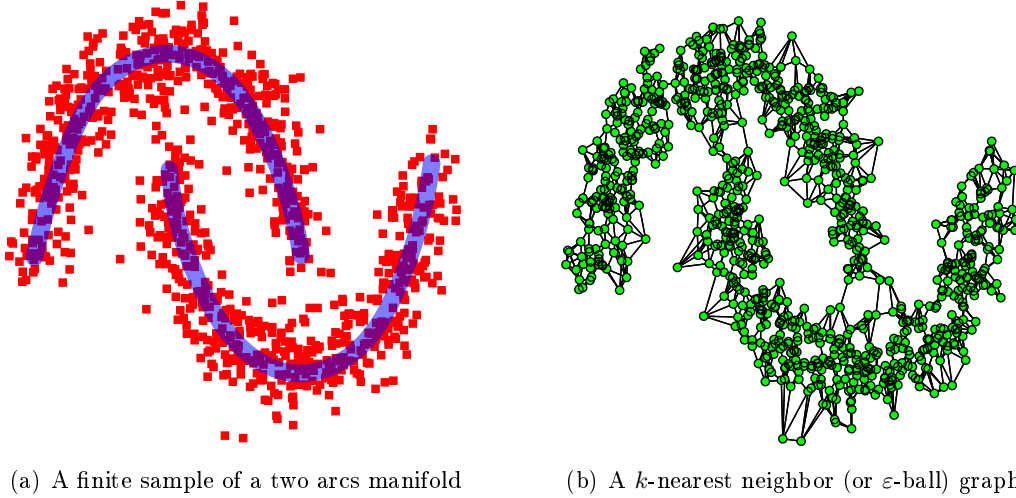 (a) A finite sample of a two arcs manifold
(b) A k-nearest neighbor (or ε-ball) graph